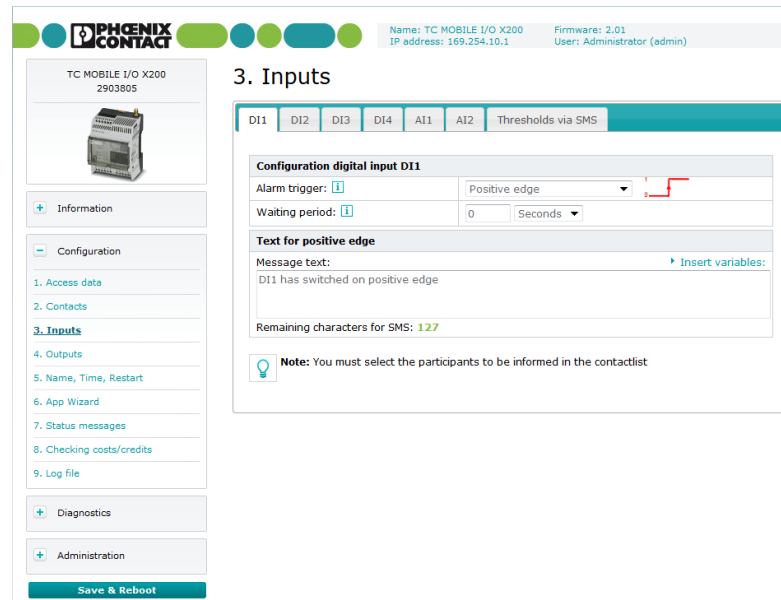 PHŒNIX
CONTACT
Name: TC MOBILE I/O X200
IP address: 169.254.10.1
Firmware: 2.01
User: Administrator (admin)
TC MOBILE I/O X200
2903805
Information
Configuration
1. Access data
2. Contacts
3. Inputs
4. Outputs
5. Name, Time, Restart
6. App Wizard
7. Status messages
8. Checking costs/credits
9. Log file
Diagnostics
Administration
Save & Reboot
3. Inputs
DI1 DI2 DI3 DI4 AI1 AI2 Thresholds via SMS
Configuration digital input DI1
Alarm trigger: i Positive edge 1 0
Waiting period: i 0 Seconds
Text for positive edge
Message text: Insert variables:
DI1 has switched on positive edge
Remaining characters for SMS: 127
Note: You must select the participants to be informed in the contactlist